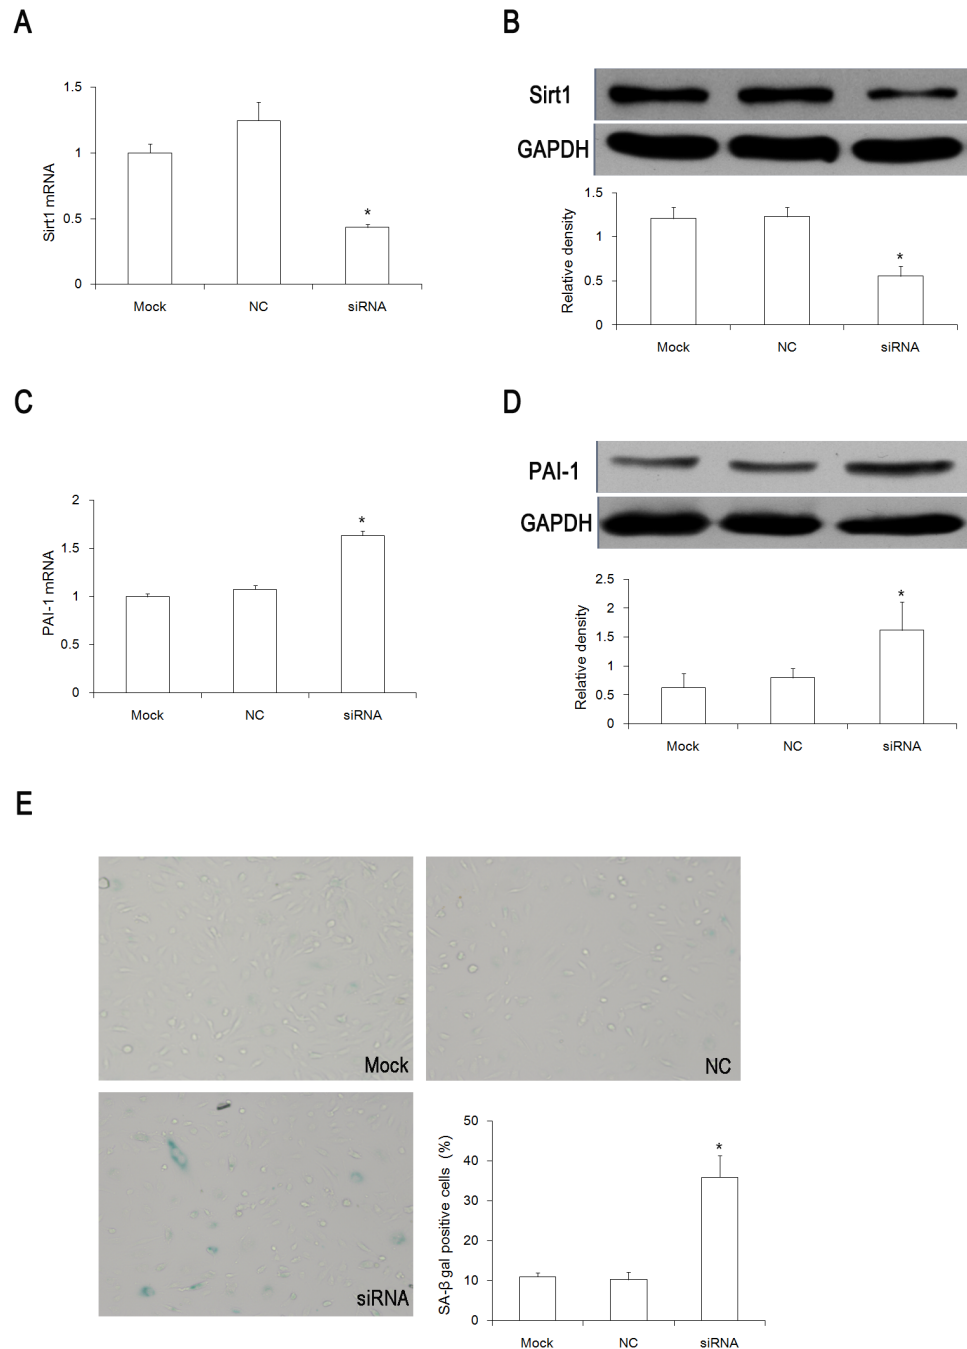 A
1.5
1
0.5
0
Sirt1 mRNA
*
Mock NC siRNA
B
Sirt1
GAPDH
1.5
1
0.5
0
Relative density
*
Mock NC siRNA
C
2
1.5
1
0.5
0
PAI-1 mRNA
*
Mock NC siRNA
D
PAI-1
GAPDH
2.5
2
1.5
1
0.5
0
Relative density
*
Mock NC siRNA
E
Mock
NC
siRNA
50
40
30
20
10
0
SA-β gal positive cells (%)
*
Mock NC siRNA